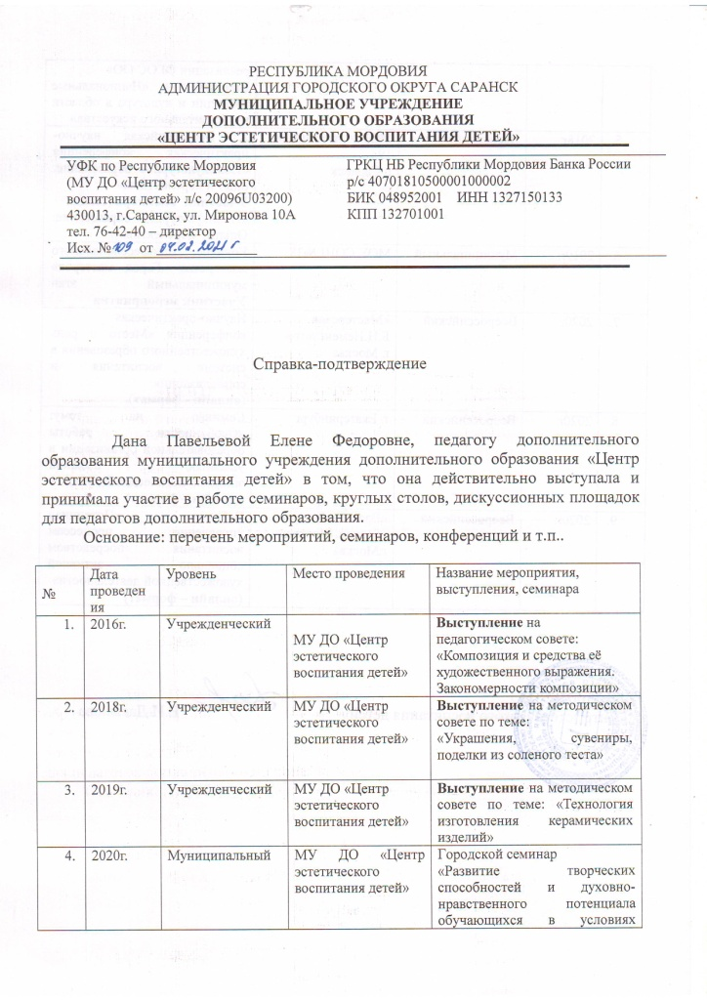 РЕСПУБЛИКА МОРДОВИЯ
АДМИНИСТРАЦИЯ ГОРОДСКОГО ОКРУГА САРАНСК
МУНИЦИПАЛЬНОЕ УЧРЕЖДЕНИЕ
ДОПОЛНИТЕЛЬНОГО ОБРАЗОВАНИЯ
«ЦЕНТР ЭСТЕТИЧЕСКОГО ВОСПИТАНИЯ ДЕТЕЙ»
УФК по Республике Мордовия
(МУ ДО «Центр эстетического
воспитания детей» л/с 20096U03200)
430013, г.Саранск, ул. Миронова 10А
тел. 76-42-40 – директор
Исх. № 109 от 04.02.2021 г
ГРКЦ НБ Республики Мордовия Банка России
р/с 40701810500001000002
БИК 048952001 ИНН 1327150133
КПП 132701001
Справка-подтверждение
Дана Павельевой Елене Федоровне, педагогу дополнительного
образования муниципального учреждения дополнительного образования «Центр
эстетического воспитания детей» в том, что она действительно выступала и
принимала участие в работе семинаров, круглых столов, дискуссионных площадок
для педагогов дополнительного образования.
Основание: перечень мероприятий, семинаров, конференций и т.п..
№
Дата
проведен
ия
Уровень
Место проведения
Название мероприятия,
выступления, семинара
1.
2016г.
Учрежденческий
МУ ДО «Центр
эстетического
воспитания детей»
Выступление на
педагогическом совете:
«Композиция и средства её
художественного выражения.
Закономерности композиции»
2.
2018г.
Учрежденческий
МУ ДО «Центр
эстетического
воспитания детей»
Выступление на методическом
совете по теме:
«Украшения, сувениры,
поделки из соленого теста»
3.
2019г.
Учрежденческий
МУ ДО «Центр
эстетического
воспитания детей»
Выступление на методическом
совете по теме: «Технология
изготовления керамических
изделий»
4.
2020г.
Муниципальный
МУ ДО «Центр
эстетического
воспитания детей»
Городской семинар
«Развитие творческих
способностей и духовно-
нравственного потенциала
обучающихся в условиях